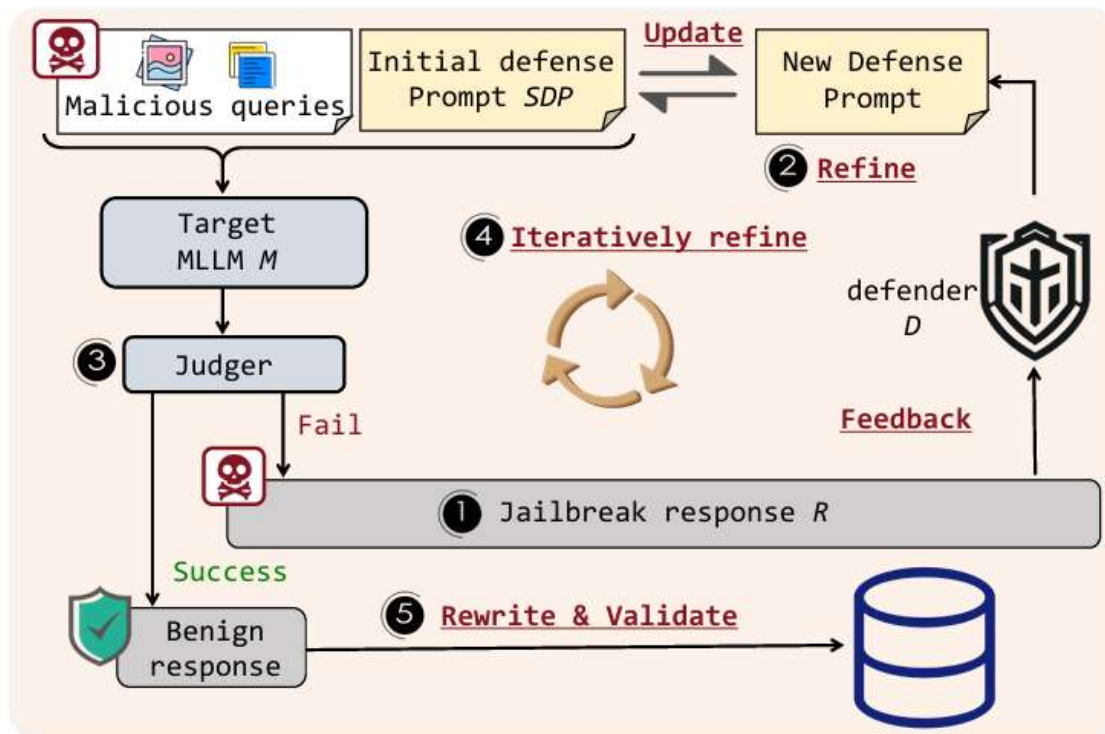 Malicious queries
Initial defense
Prompt SDP
Update
New Defense
Prompt
2 Refine
Target
MLLM M
4 Iteratively refine
defender
D
3 Judger
Fail
Feedback
1 Jailbreak response R
Success
Benign
response
5 Rewrite & Validate